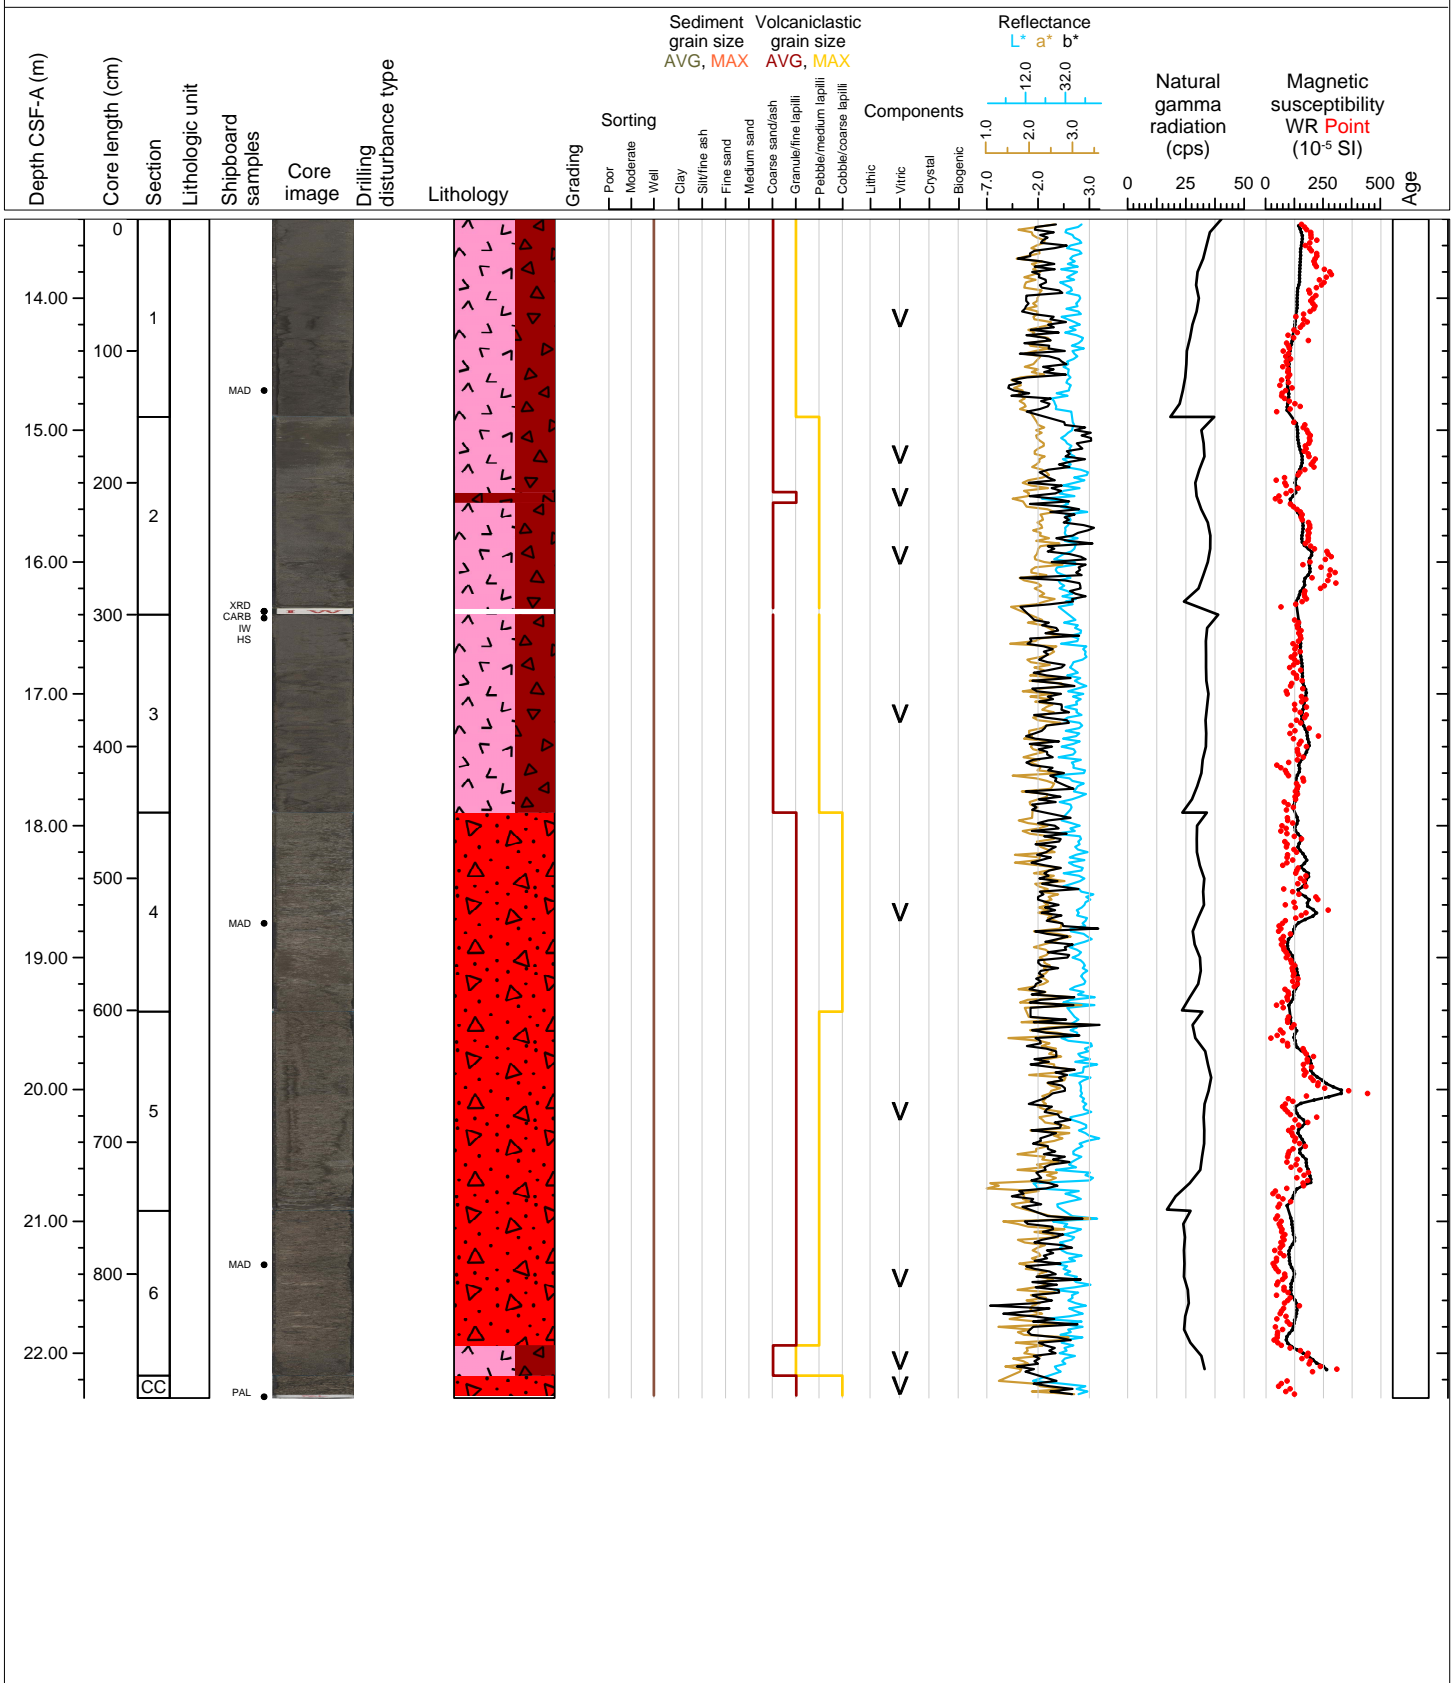 Depth CSF-A (m)
Core length (cm)
Section
Lithologic unit
Shipboard
samples
Core
image
Drilling
disturbance type
Lithology
Grading
Sorting
Poor
Moderate
Well
Sediment
grain size
AVG, MAX
Volcaniclastic
grain size
AVG, MAX
Clay
Silt/fine ash
Fine sand
Medium sand
Coarse sand/ash
Granule/fine lapilli
Pebble/medium lapilli
Cobble/coarse lapilli
Components
Lithic
Vitric
Crystal
Biogenic
Reflectance
L* a* b*
12.0 32.0
1.0 2.0 3.0
-7.0 -2.0 3.0
Natural
gamma
radiation
(cps)
0 25 50
Magnetic
susceptibility
WR Point
(10-5 SI)
0 250 500
Age
0
14.00
1
V
100
MAD
15.00
V
200
V
2
V
16.00
XRD
300
CARB
IW
HS
17.00
3
V
400
18.00
500
4
V
MAD
19.00
600
20.00
5
V
700
21.00
MAD
800
V
6
22.00
V
CC
V
PAL